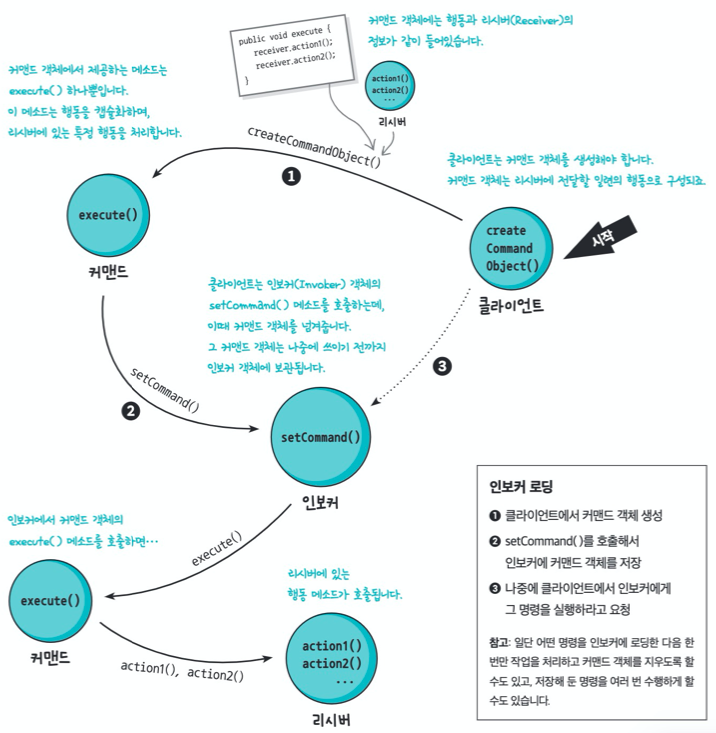 public void execute {
receiver.action1();
receiver.action2();
}
커맨드 객체에는 행동과 리시버(Receiver)의
정보가 같이 들어있습니다.
action1()
action2()
...
리시버
커맨드 객체에서 제공하는 메소드는
execute() 하나뿐입니다.
이 메소드는 행동을 캡슐화하며,
리시버에 있는 특정 행동을 처리합니다.
createCommandObject()
❶
클라이언트는 커맨드 객체를 생성해야 합니다.
커맨드 객체는 리시버에 전달할 일련의 행동으로 구성되죠.
execute()
커맨드
create
Command
Object()
클라이언트
시작
클라이언트는 인보커(Invoker) 객체의
setCommand() 메소드를 호출하는데,
이때 커맨드 객체를 넘겨줍니다.
그 커맨드 객체는 나중에 쓰이기 전까지
인보커 객체에 보관됩니다.
setCommand()
❷
❸
setCommand()
인보커
인보커에서 커맨드 객체의
execute() 메소드를 호출하면…
execute()
execute()
커맨드
리시버에 있는
행동 메소드가 호출됩니다.
action1(), action2()
action1()
action2()
...
리시버
인보커 로딩
❶ 클라이언트에서 커맨드 객체 생성
❷ setCommand()를 호출해서
인보커에 커맨드 객체를 저장
❸ 나중에 클라이언트에서 인보커에게
그 명령을 실행하라고 요청
참고: 일단 어떤 명령을 인보커에 로딩한 다음 한
번만 작업을 처리하고 커맨드 객체를 지우도록 할
수도 있고, 저장해 둔 명령을 여러 번 수행하게 할
수도 있습니다.